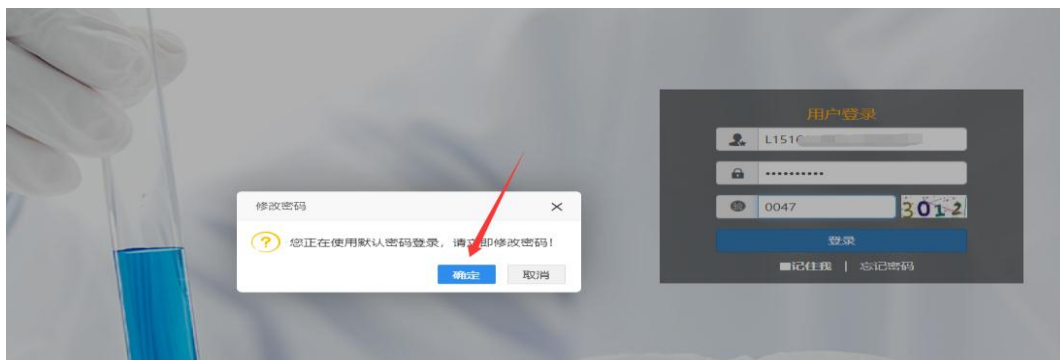 用户登录
L1516
••••••••••
0047
3012
登录
记住我 | 忘记密码
修改密码
您正在使用默认密码登录，请立即修改密码！
确定
取消